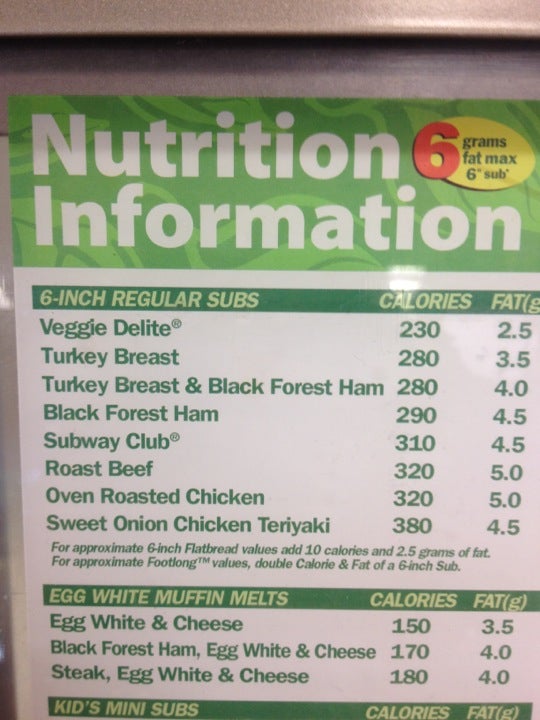 Nutrition
Information
6 grams
fat max
6" sub*
6-INCH REGULAR SUBS CALORIES FAT(g
Veggie Delite® 230 2.5
Turkey Breast 280 3.5
Turkey Breast & Black Forest Ham 280 4.0
Black Forest Ham 290 4.5
Subway Club® 310 4.5
Roast Beef 320 5.0
Oven Roasted Chicken 320 5.0
Sweet Onion Chicken Teriyaki 380 4.5
For approximate 6-inch Flatbread values add 10 calories and 2.5 grams of fat.
For approximate Footlong™ values, double Calorie & Fat of a 6-inch Sub.
EGG WHITE MUFFIN MELTS CALORIES FAT(g)
Egg White & Cheese 150 3.5
Black Forest Ham, Egg White & Cheese 170 4.0
Steak, Egg White & Cheese 180 4.0
KID'S MINI SUBS CALORIES FAT(g)